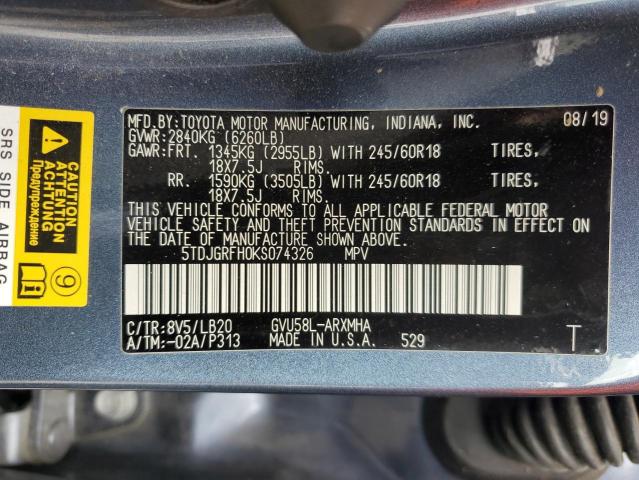 MFD.BY:TOYOTA MOTOR MANUFACTURING, INDIANA, INC. 08/19
GVWR:2840KG (6260LB)
GAWR:FRT. 1345KG (2955LB) WITH 245/60R18 TIRES,
18X7.5J RIMS.
RR. 1590KG (3505LB) WITH 245/60R18 TIRES,
18X7.5J RIMS.
THIS VEHICLE CONFORMS TO ALL APPLICABLE FEDERAL MOTOR
VEHICLE SAFETY AND THEFT PREVENTION STANDARDS IN EFFECT
ON THE DATE OF MANUFACTURE SHOWN ABOVE.
5TDJGRFH0KS074326 MPV
C/TR:8V5/LB20 GVU58L-ARXMHA
A/TM:-02A/P313 MADE IN U.S.A. 529 T
SRS SIDE AIRBAG
CAUTION
ATTENTION
Предупреждение
9